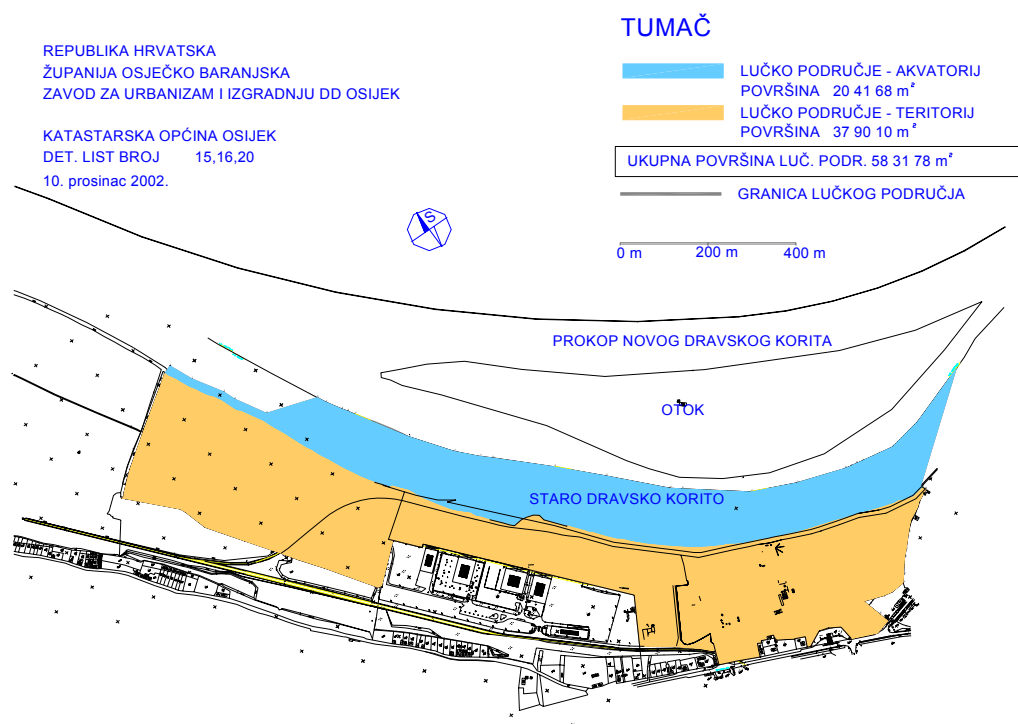 REPUBLIKA HRVATSKA
ŽUPANIJA OSJEČKO BARANJSKA
ZAVOD ZA URBANIZAM I IZGRADNJU DD OSIJEK
KATASTARSKA OPĆINA OSIJEK
DET. LIST BROJ 15,16,20
10. prosinac 2002.
TUMAČ
LUČKO PODRUČJE - AKVATORIJ
POVRŠINA 20 41 68 m²
LUČKO PODRUČJE - TERITORIJ
POVRŠINA 37 90 10 m²
UKUPNA POVRŠINA LUČ. PODR. 58 31 78 m²
GRANICA LUČKOG PODRUČJA
0 m 200 m 400 m
S
PROKOP NOVOG DRAVSKOG KORITA
OTOK
STARO DRAVSKO KORITO